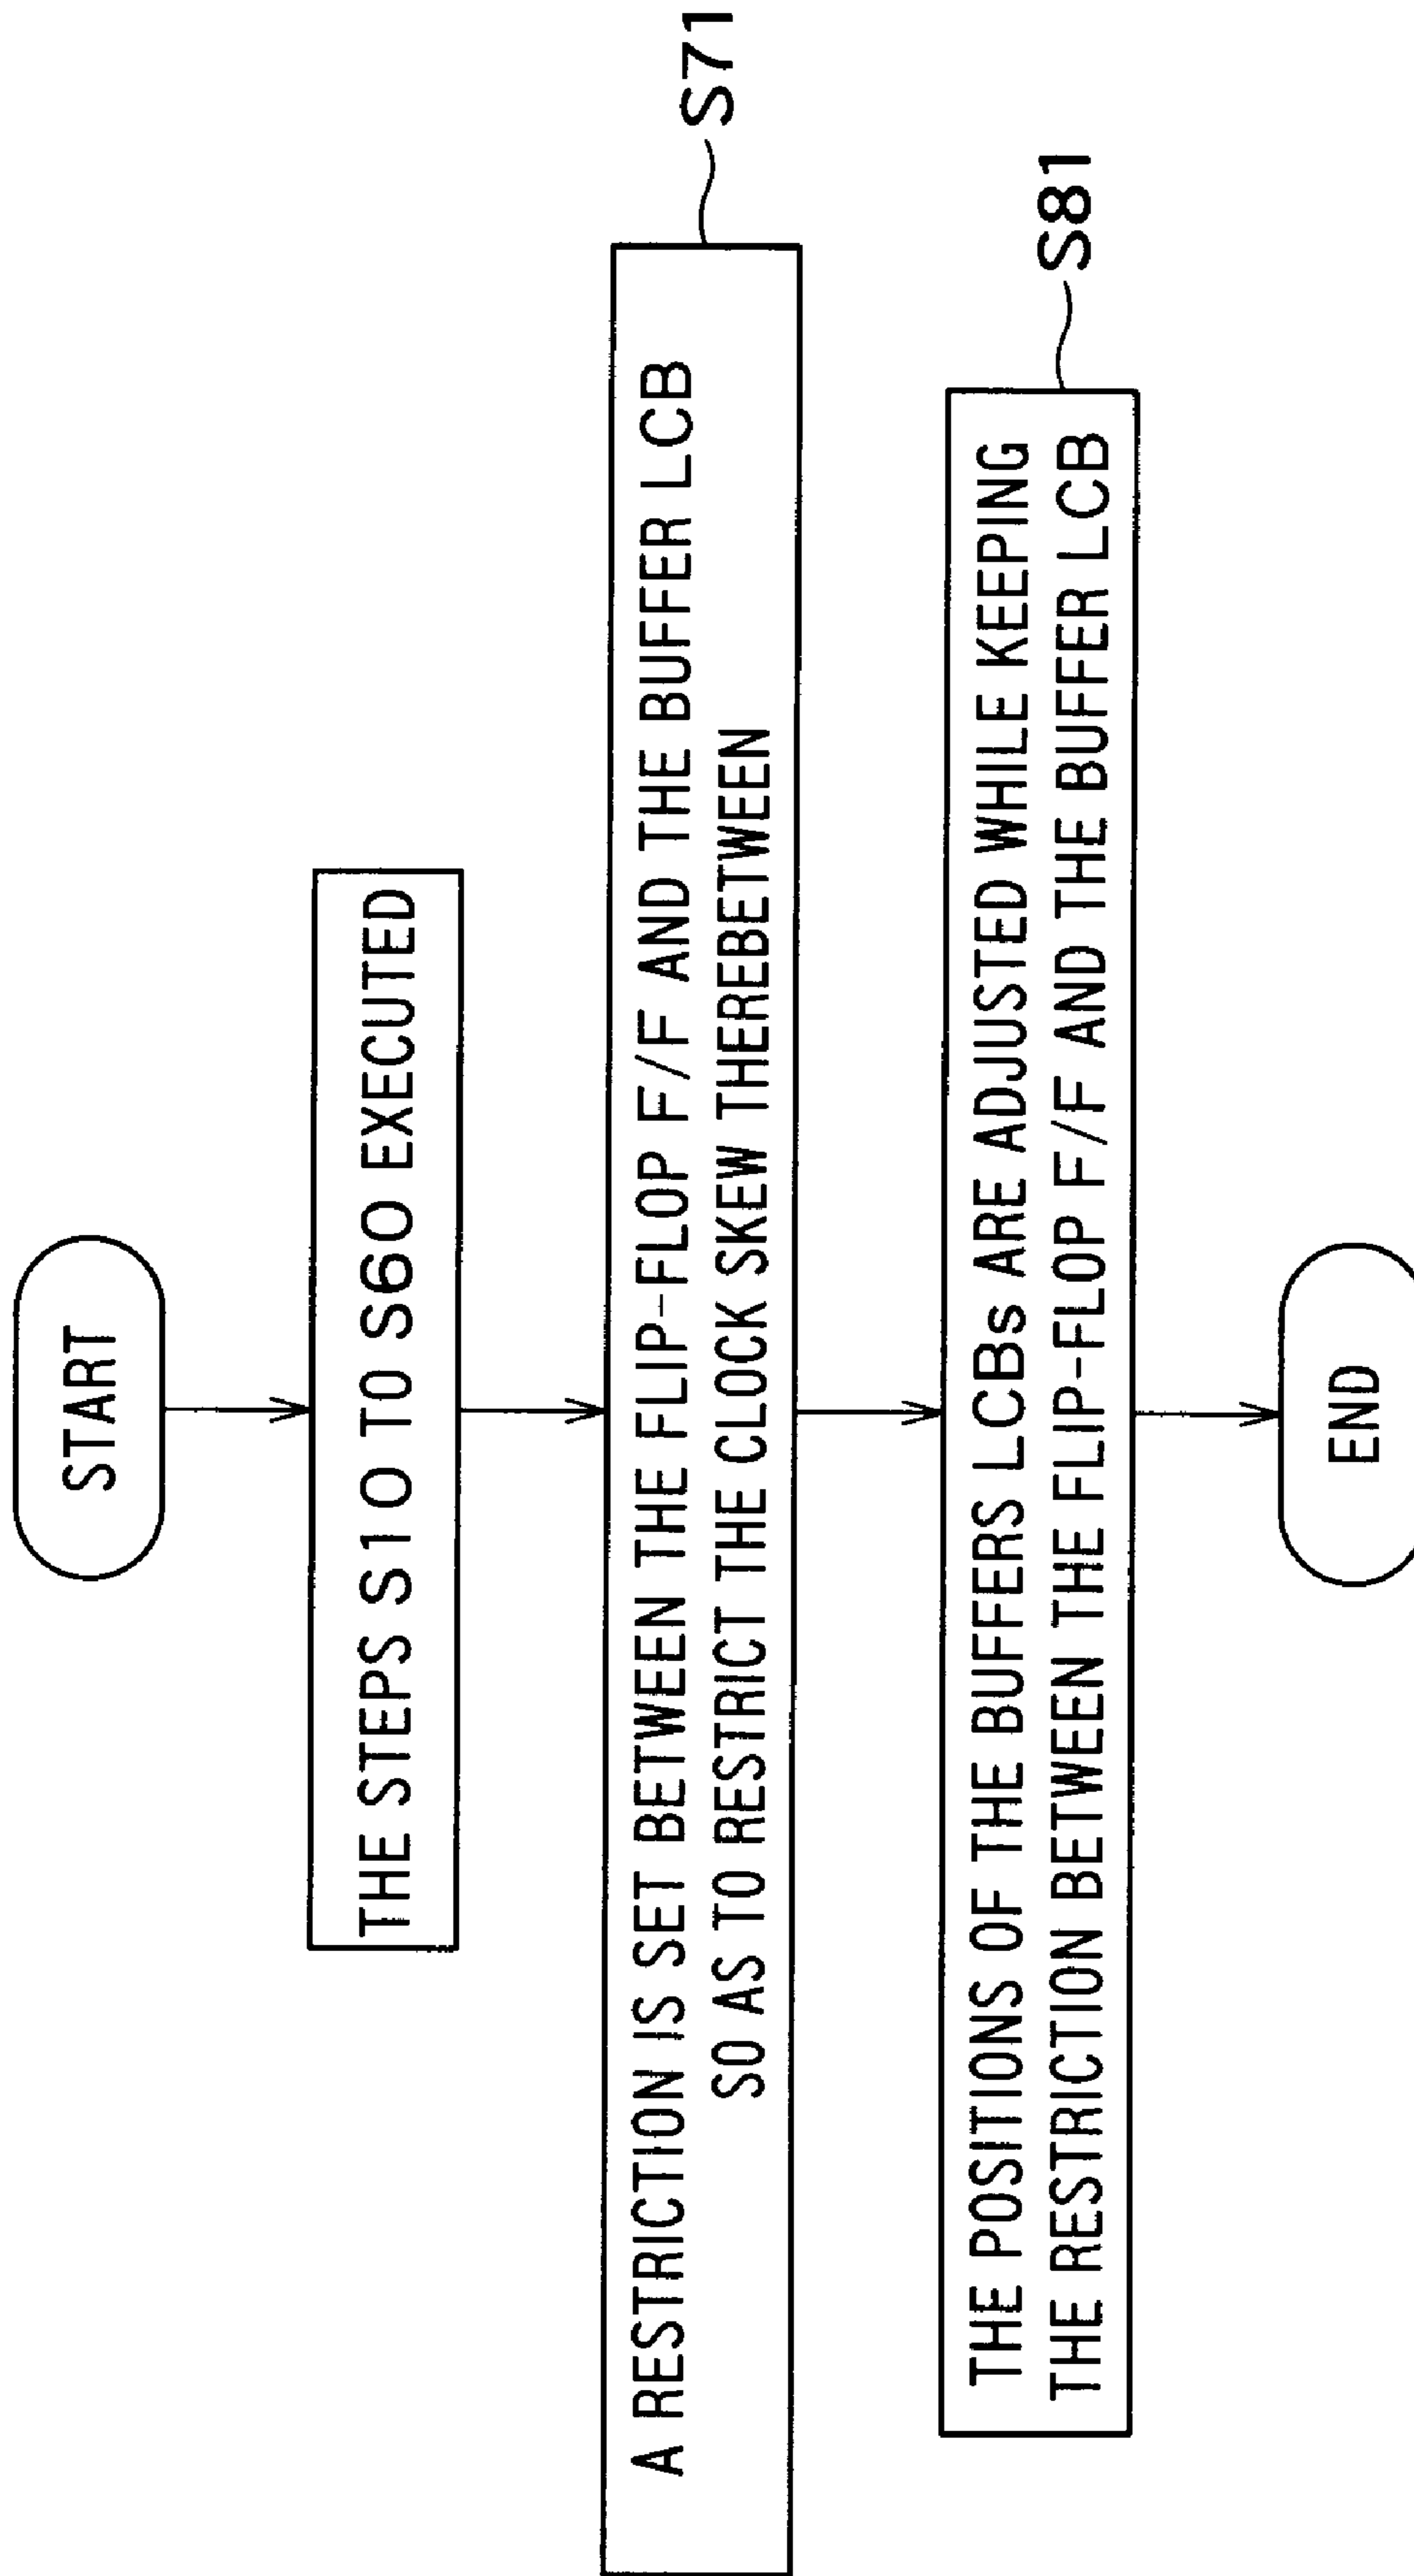 START
THE STEPS S10 TO S60 EXECUTED
A RESTRICTION IS SET BETWEEN THE FLIP-FLOP F/F AND THE BUFFER LCB
SO AS TO RESTRICT THE CLOCK SKEW THEREBETWEEN
S71
THE POSITIONS OF THE BUFFERS LCBs ARE ADJUSTED WHILE KEEPING
THE RESTRICTION BETWEEN THE FLIP-FLOP F/F AND THE BUFFER LCB
S81
END